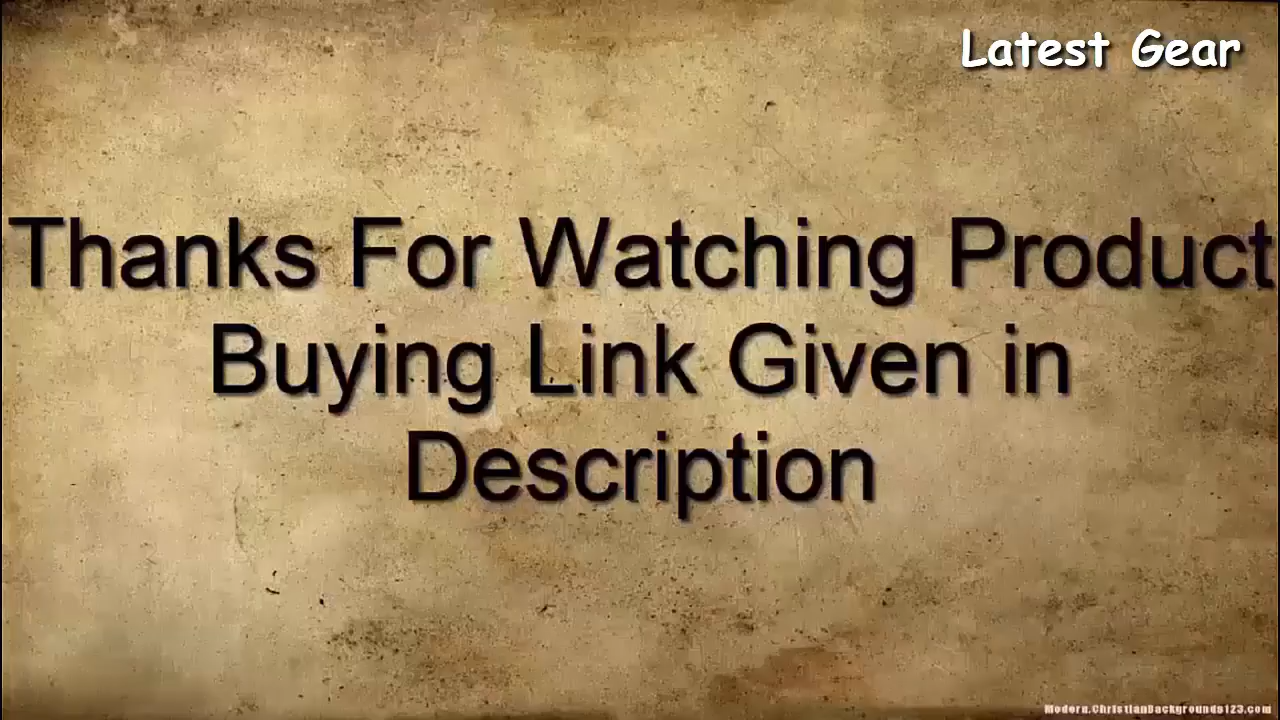 Latest Gear
Thanks For Watching Product
Buying Link Given in
Description
Modern.ChristianBackgrounds123.com